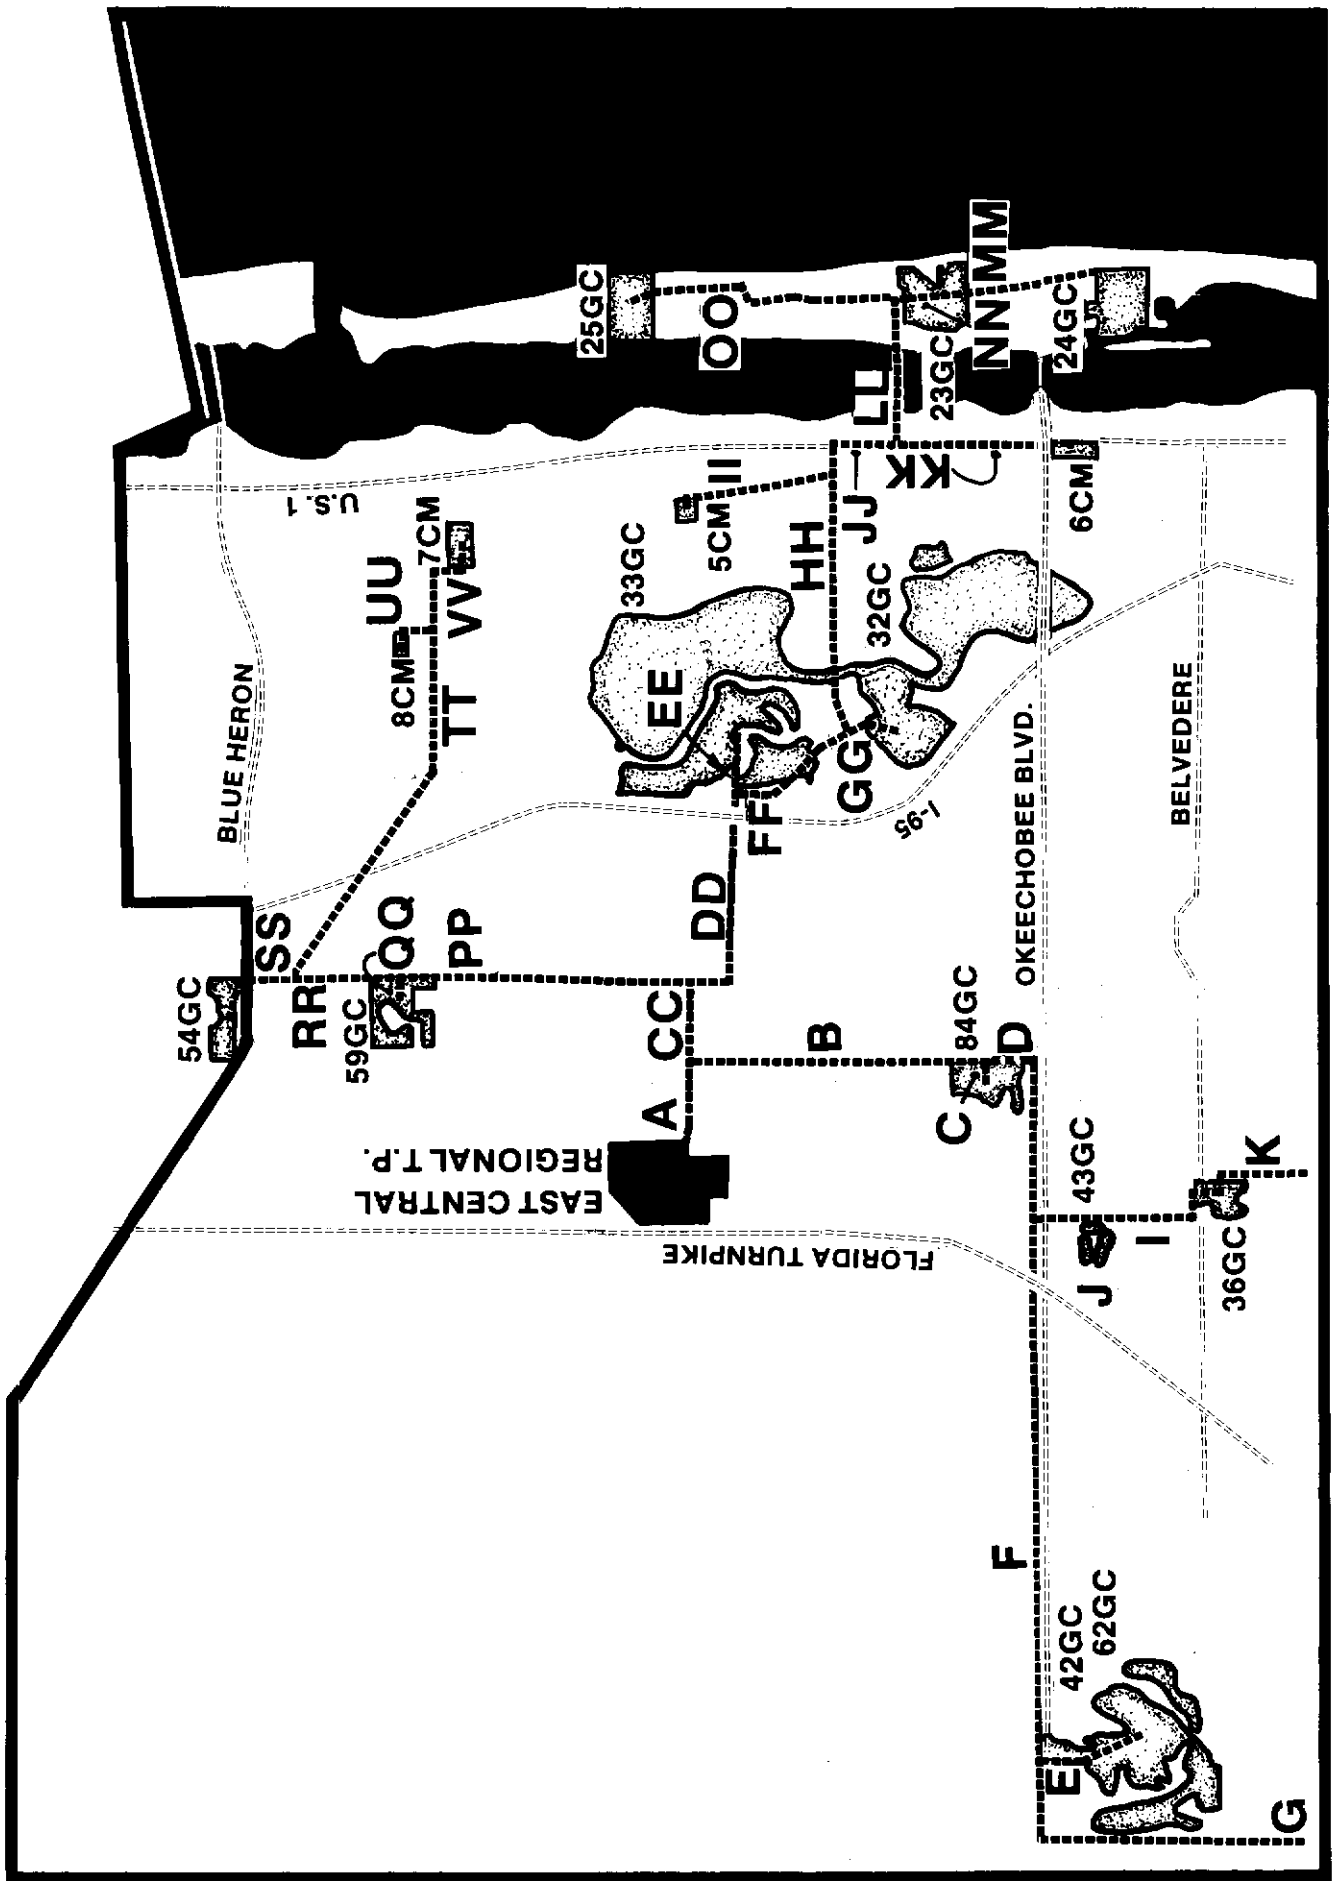 54GC
SS
BLUE HERON
U.S. 1
RR
59GC
QQ
PP
8CM
UU
7CM
TT
VV
25GC
33GC
5CM
II
OO
EE
EAST CENTRAL
REGIONAL T.P.
A
CC
DD
FF
FLORIDA TURNPIKE
B
HH
JJ
KK
LL
GG
32GC
I-95
23GC
NN
MM
C
84GC
D
OKEECHOBEE BLVD.
6CM
24GC
F
J
43GC
I
BELVEDERE
42GC
62GC
E
36GC
K
G